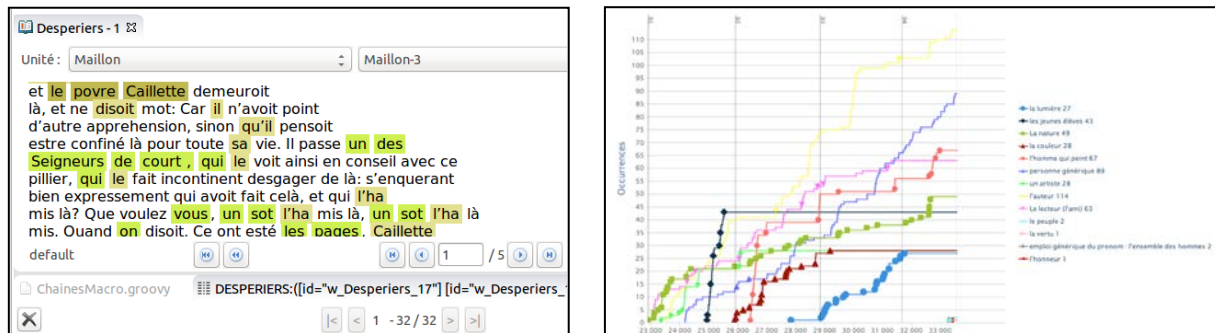 Desperiers - 1
Unité : Maillon Maillon-3
et le povre Caillette demeuroit
là, et ne disoit mot: Car il n’avoit point
d’autre apprehension, sinon qu’il pensoit
estre confiné là pour toute sa vie. Il passe un des
Seigneurs de court , qui le voit ainsi en conseil avec ce
pillier, qui le fait incontinent desgager de là: s’enquerant
bien expressement qui avoit fait celà, et qui l’ha
mis là? Que voulez vous, un sot l’ha mis là, un sot l’ha là
mis. Quand on disoit. Ce ont esté les pages. Caillette
default 1 / 5
ChainesMacro.groovy DESPERIERS:([id="w_Desperiers_17"] [id="w_Desperiers_
|< < 1 - 32 / 32 > >|
Occurrences
110
105
100
95
90
85
80
75
70
65
60
55
50
45
40
35
30
25
20
15
10
5
0
23 000 24 000 25 000 26 000 27 000 28 000 29 000 30 000 31 000 32 000 33 000
la lumière 27
les jeunes élèves 43
La nature 49
la couleur 28
l'homme qui peint 67
personne générique 89
un artiste 28
l'auteur 114
Le lecteur (l'ami) 63
le peuple 2
la vertu 1
emploi générique du pronom : l'ensemble des hommes 2
l'honneur 1